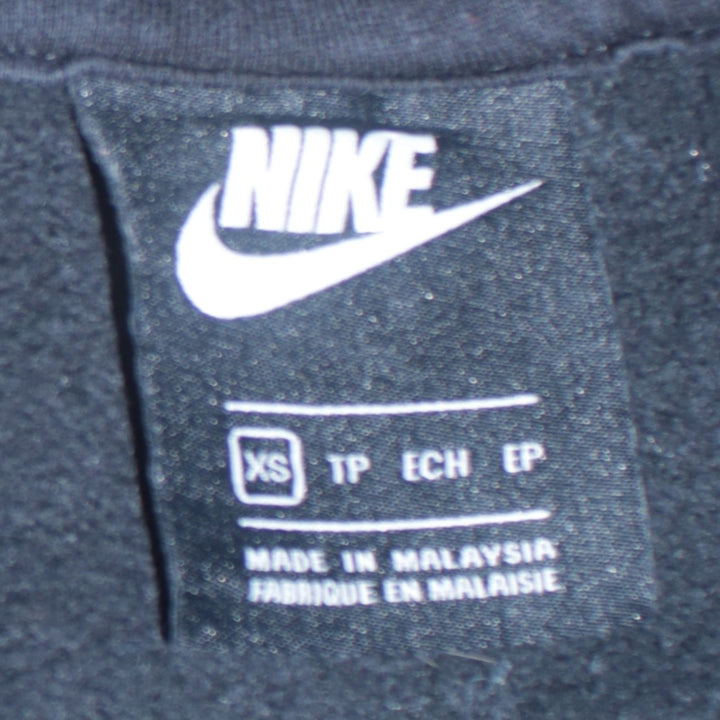 NIKE
XS TP ECH EP
MADE IN MALAYSIA
FABRIQUE EN MALAISIE